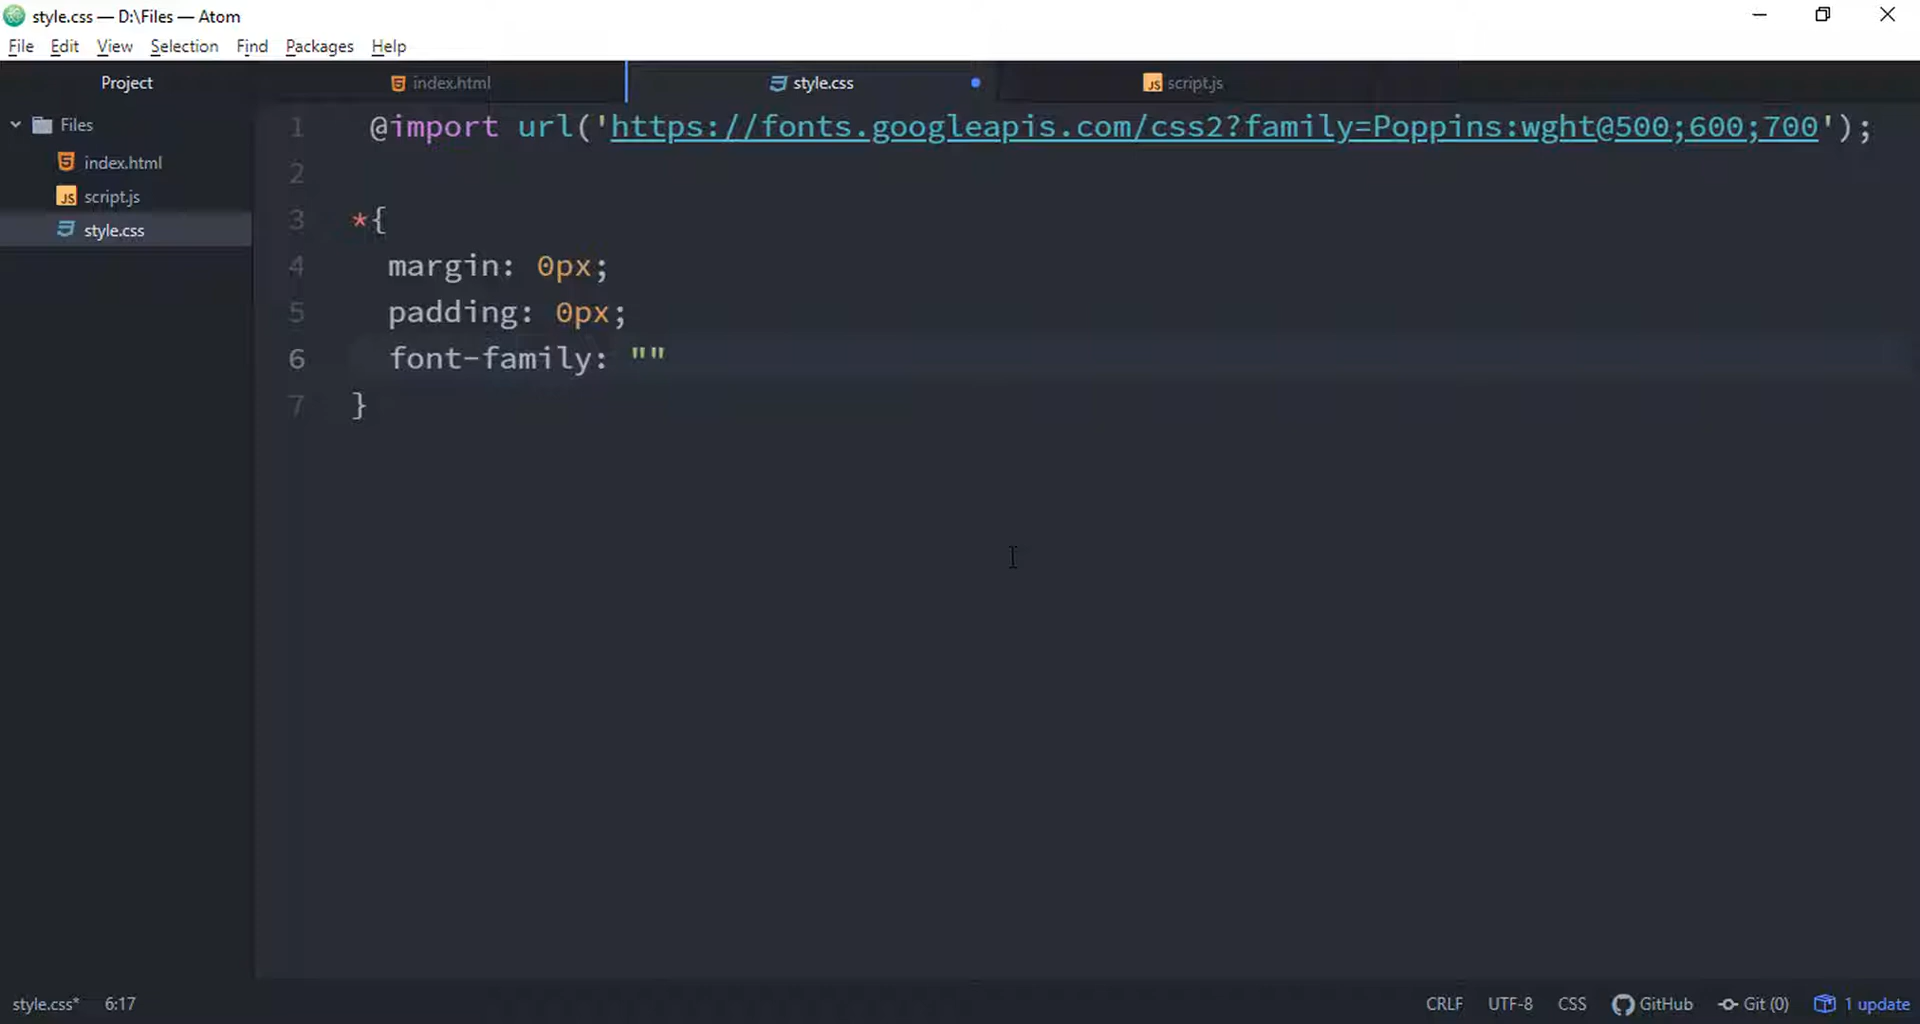 style.css — D:\Files — Atom
File Edit View Selection Find Packages Help
Project
index.html
style.css
script.js
Files
index.html
script.js
style.css
1 @import url('https://fonts.googleapis.com/css2?family=Poppins:wght@500;600;700');
2
3 *{
4 margin: 0px;
5 padding: 0px;
6 font-family: ""
7 }
style.css* 6:17 CRLF UTF-8 CSS GitHub Git (0) 1 update